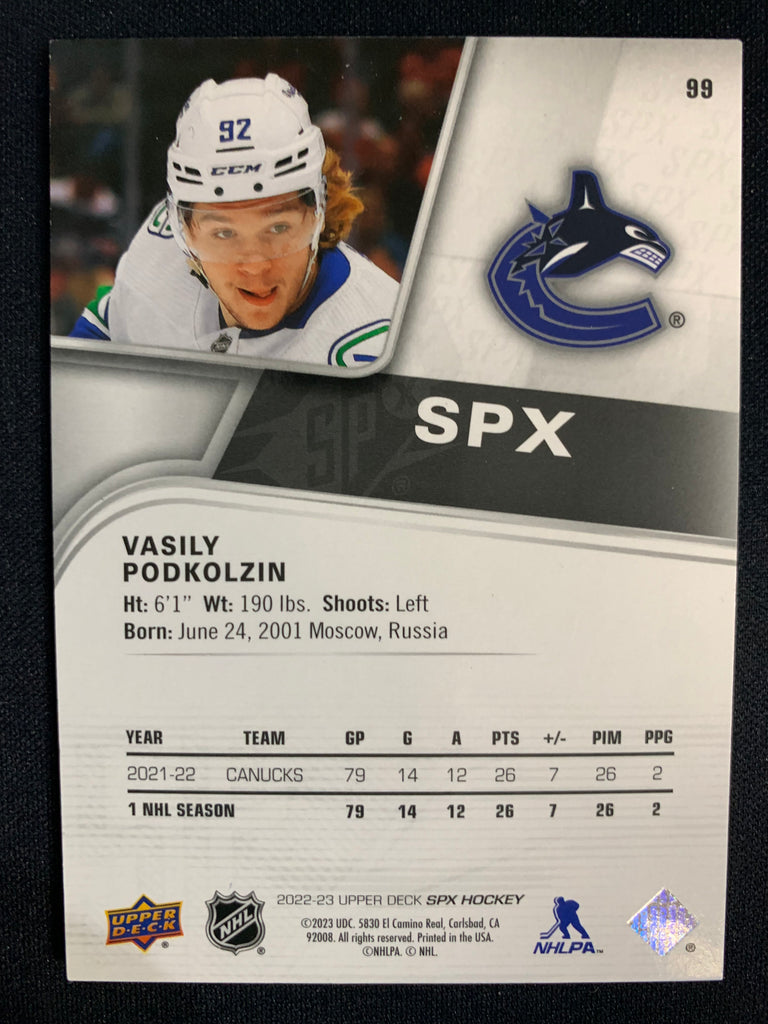 99
92
CCM
®
SPX
SP
®
VASILY
PODKOLZIN
Ht: 6'1" Wt: 190 lbs. Shoots: Left
Born: June 24, 2001 Moscow, Russia
YEAR TEAM GP G A PTS +/- PIM PPG
2021-22 CANUCKS 79 14 12 26 7 26 2
1 NHL SEASON 79 14 12 26 7 26 2
UPPER
D·E·C·K ®
NHL ®
2022-23 UPPER DECK SPX HOCKEY
©2023 UDC. 5830 El Camino Real, Carlsbad, CA
92008. All rights reserved. Printed in the USA.
©NHLPA. © NHL.
NHLPA™
®